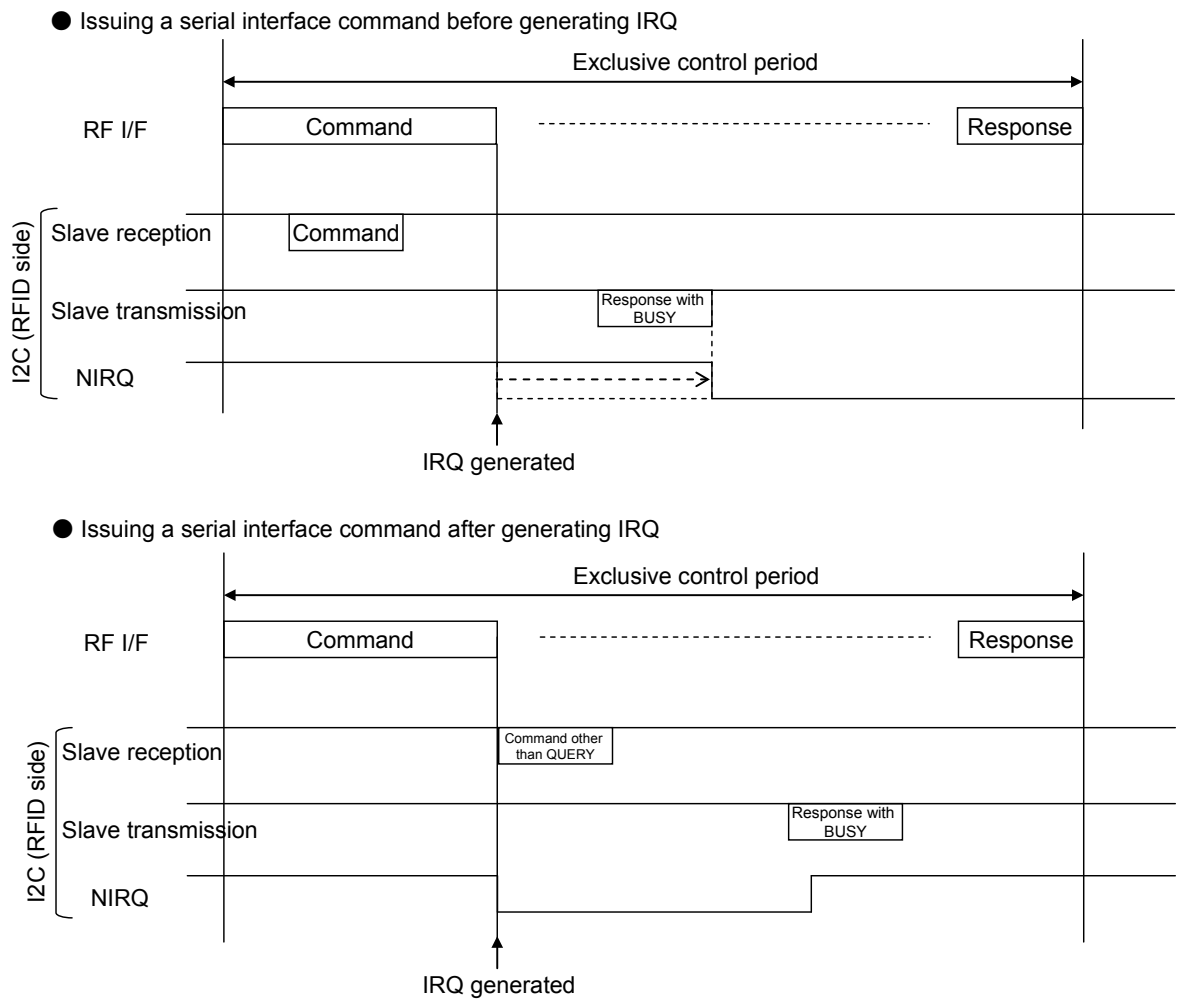 ● Issuing a serial interface command before generating IRQ
Exclusive control period
RF I/F
Command
Response
I2C (RFID side)
Slave reception
Command
Slave transmission
Response with
BUSY
NIRQ
IRQ generated
● Issuing a serial interface command after generating IRQ
Exclusive control period
RF I/F
Command
Response
I2C (RFID side)
Slave reception
Command other
than QUERY
Slave transmission
Response with
BUSY
NIRQ
IRQ generated